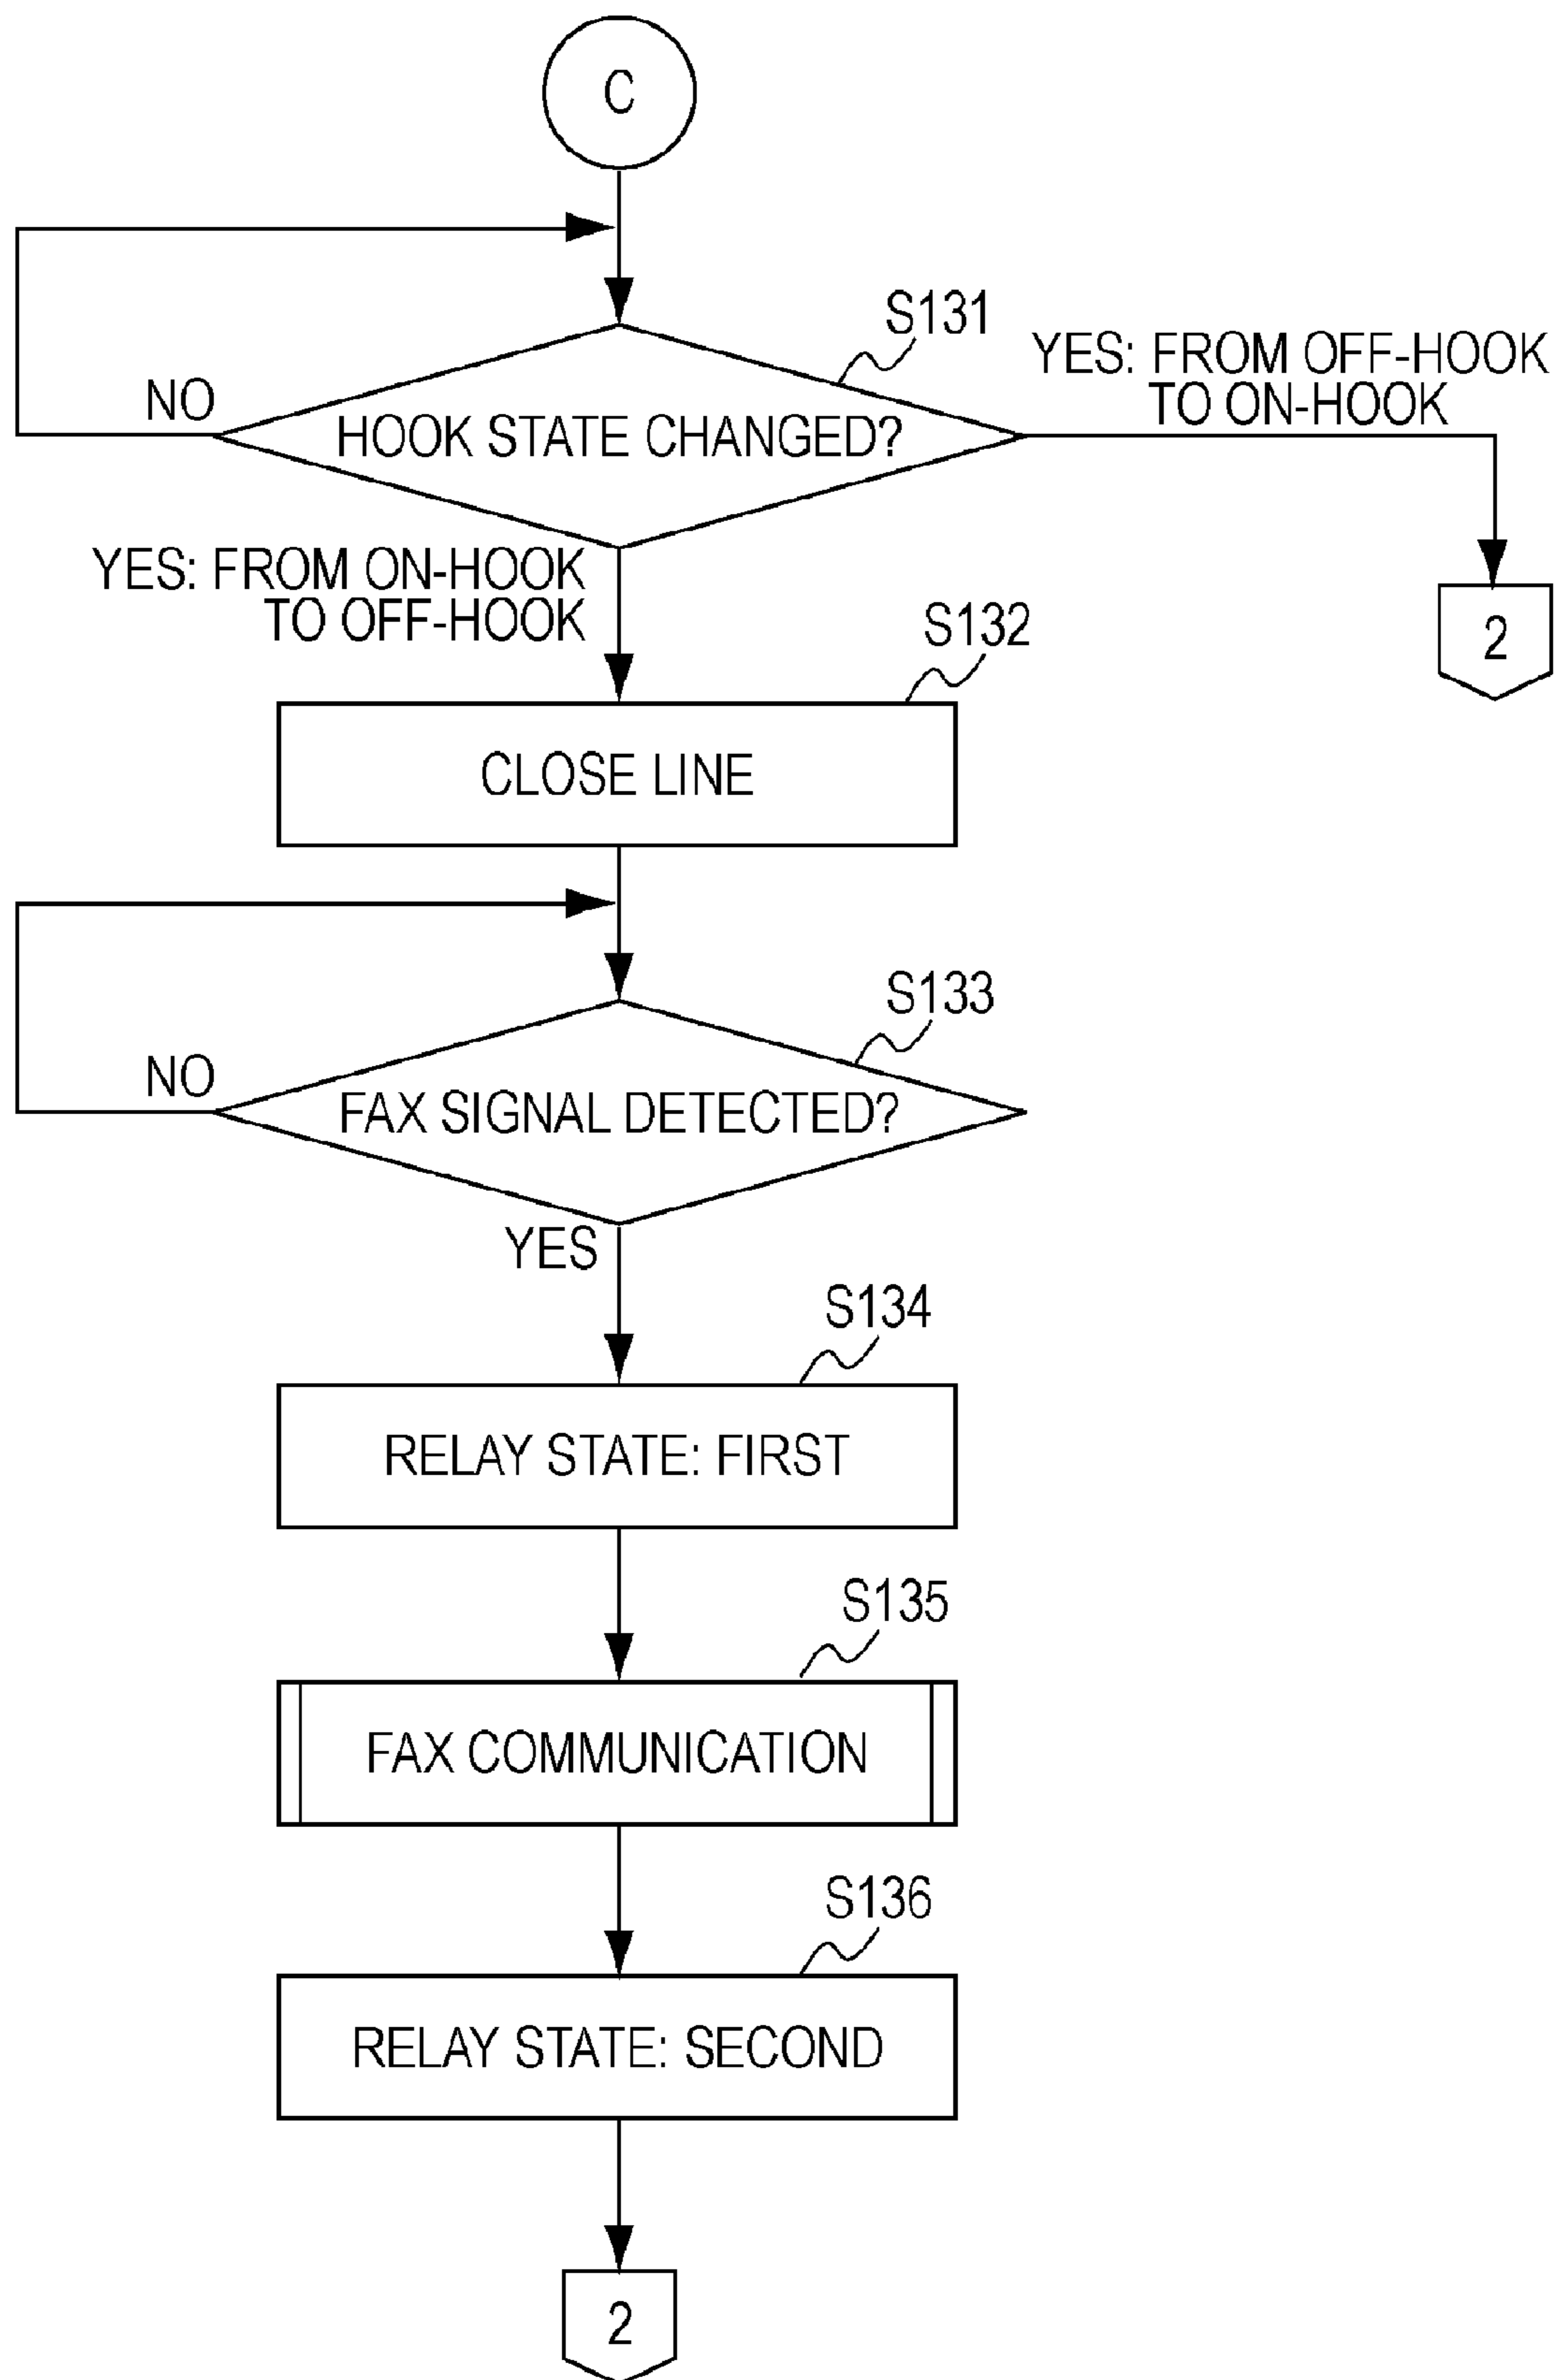 C
S131
YES: FROM OFF-HOOK
TO ON-HOOK
NO
HOOK STATE CHANGED?
YES: FROM ON-HOOK
TO OFF-HOOK
2
S132
CLOSE LINE
S133
NO
FAX SIGNAL DETECTED?
YES
S134
RELAY STATE: FIRST
S135
FAX COMMUNICATION
S136
RELAY STATE: SECOND
2